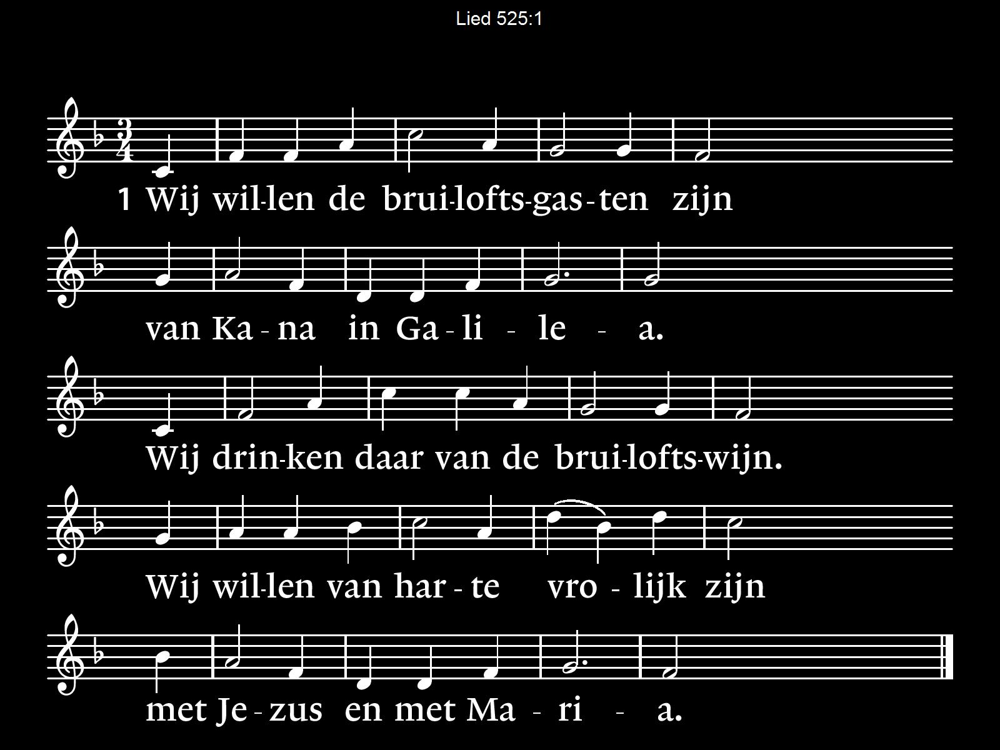 Lied 525:1
3
4
1 Wij wil-len de brui-lofts-gas-ten zijn
van Ka-na in Ga-li-le-a.
Wij drin-ken daar van de brui-lofts-wijn.
Wij wil-len van har-te vro-lijk zijn
met Je-zus en met Ma-ri-a.